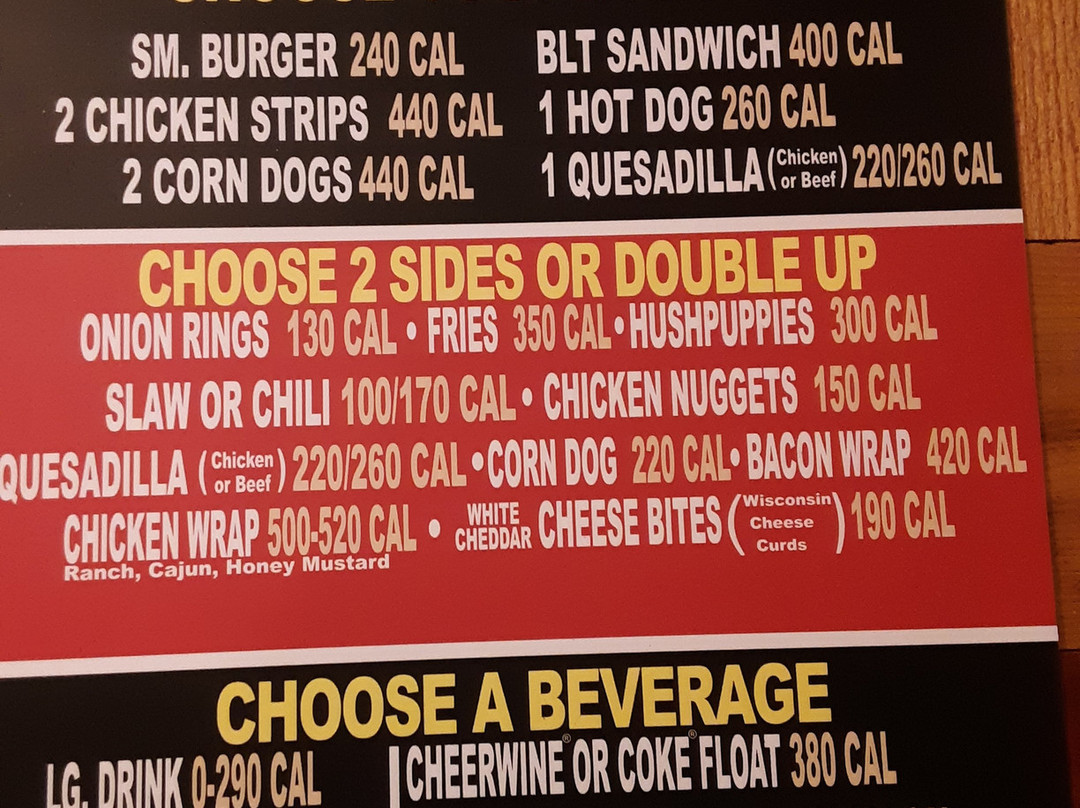 CHOOSE
SM. BURGER 240 CAL
BLT SANDWICH 400 CAL
2 CHICKEN STRIPS 440 CAL
1 HOT DOG 260 CAL
2 CORN DOGS 440 CAL
1 QUESADILLA (Chicken or Beef) 220/260 CAL
CHOOSE 2 SIDES OR DOUBLE UP
ONION RINGS 130 CAL • FRIES 350 CAL • HUSHPUPPIES 300 CAL
SLAW OR CHILI 100/170 CAL • CHICKEN NUGGETS 150 CAL
QUESADILLA (Chicken or Beef) 220/260 CAL • CORN DOG 220 CAL • BACON WRAP 420 CAL
CHICKEN WRAP 500-520 CAL • WHITE CHEDDAR CHEESE BITES (Wisconsin Cheese Curds) 190 CAL
Ranch, Cajun, Honey Mustard
CHOOSE A BEVERAGE
LG. DRINK 0-290 CAL
CHEERWINE® OR COKE® FLOAT 380 CAL